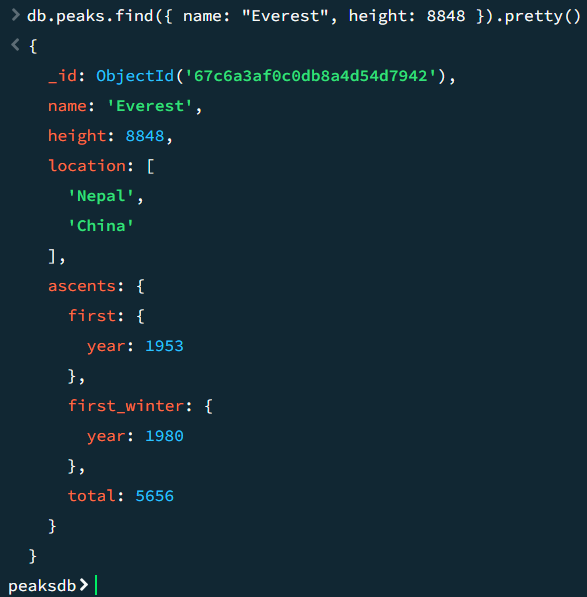 > db.peaks.find({ name: "Everest", height: 8848 }).pretty()
< {
    _id: ObjectId('67c6a3af0c0db8a4d54d7942'),
    name: 'Everest',
    height: 8848,
    location: [
      'Nepal',
      'China'
    ],
    ascents: {
      first: {
        year: 1953
      },
      first_winter: {
        year: 1980
      },
      total: 5656
    }
  }
peaksdb>